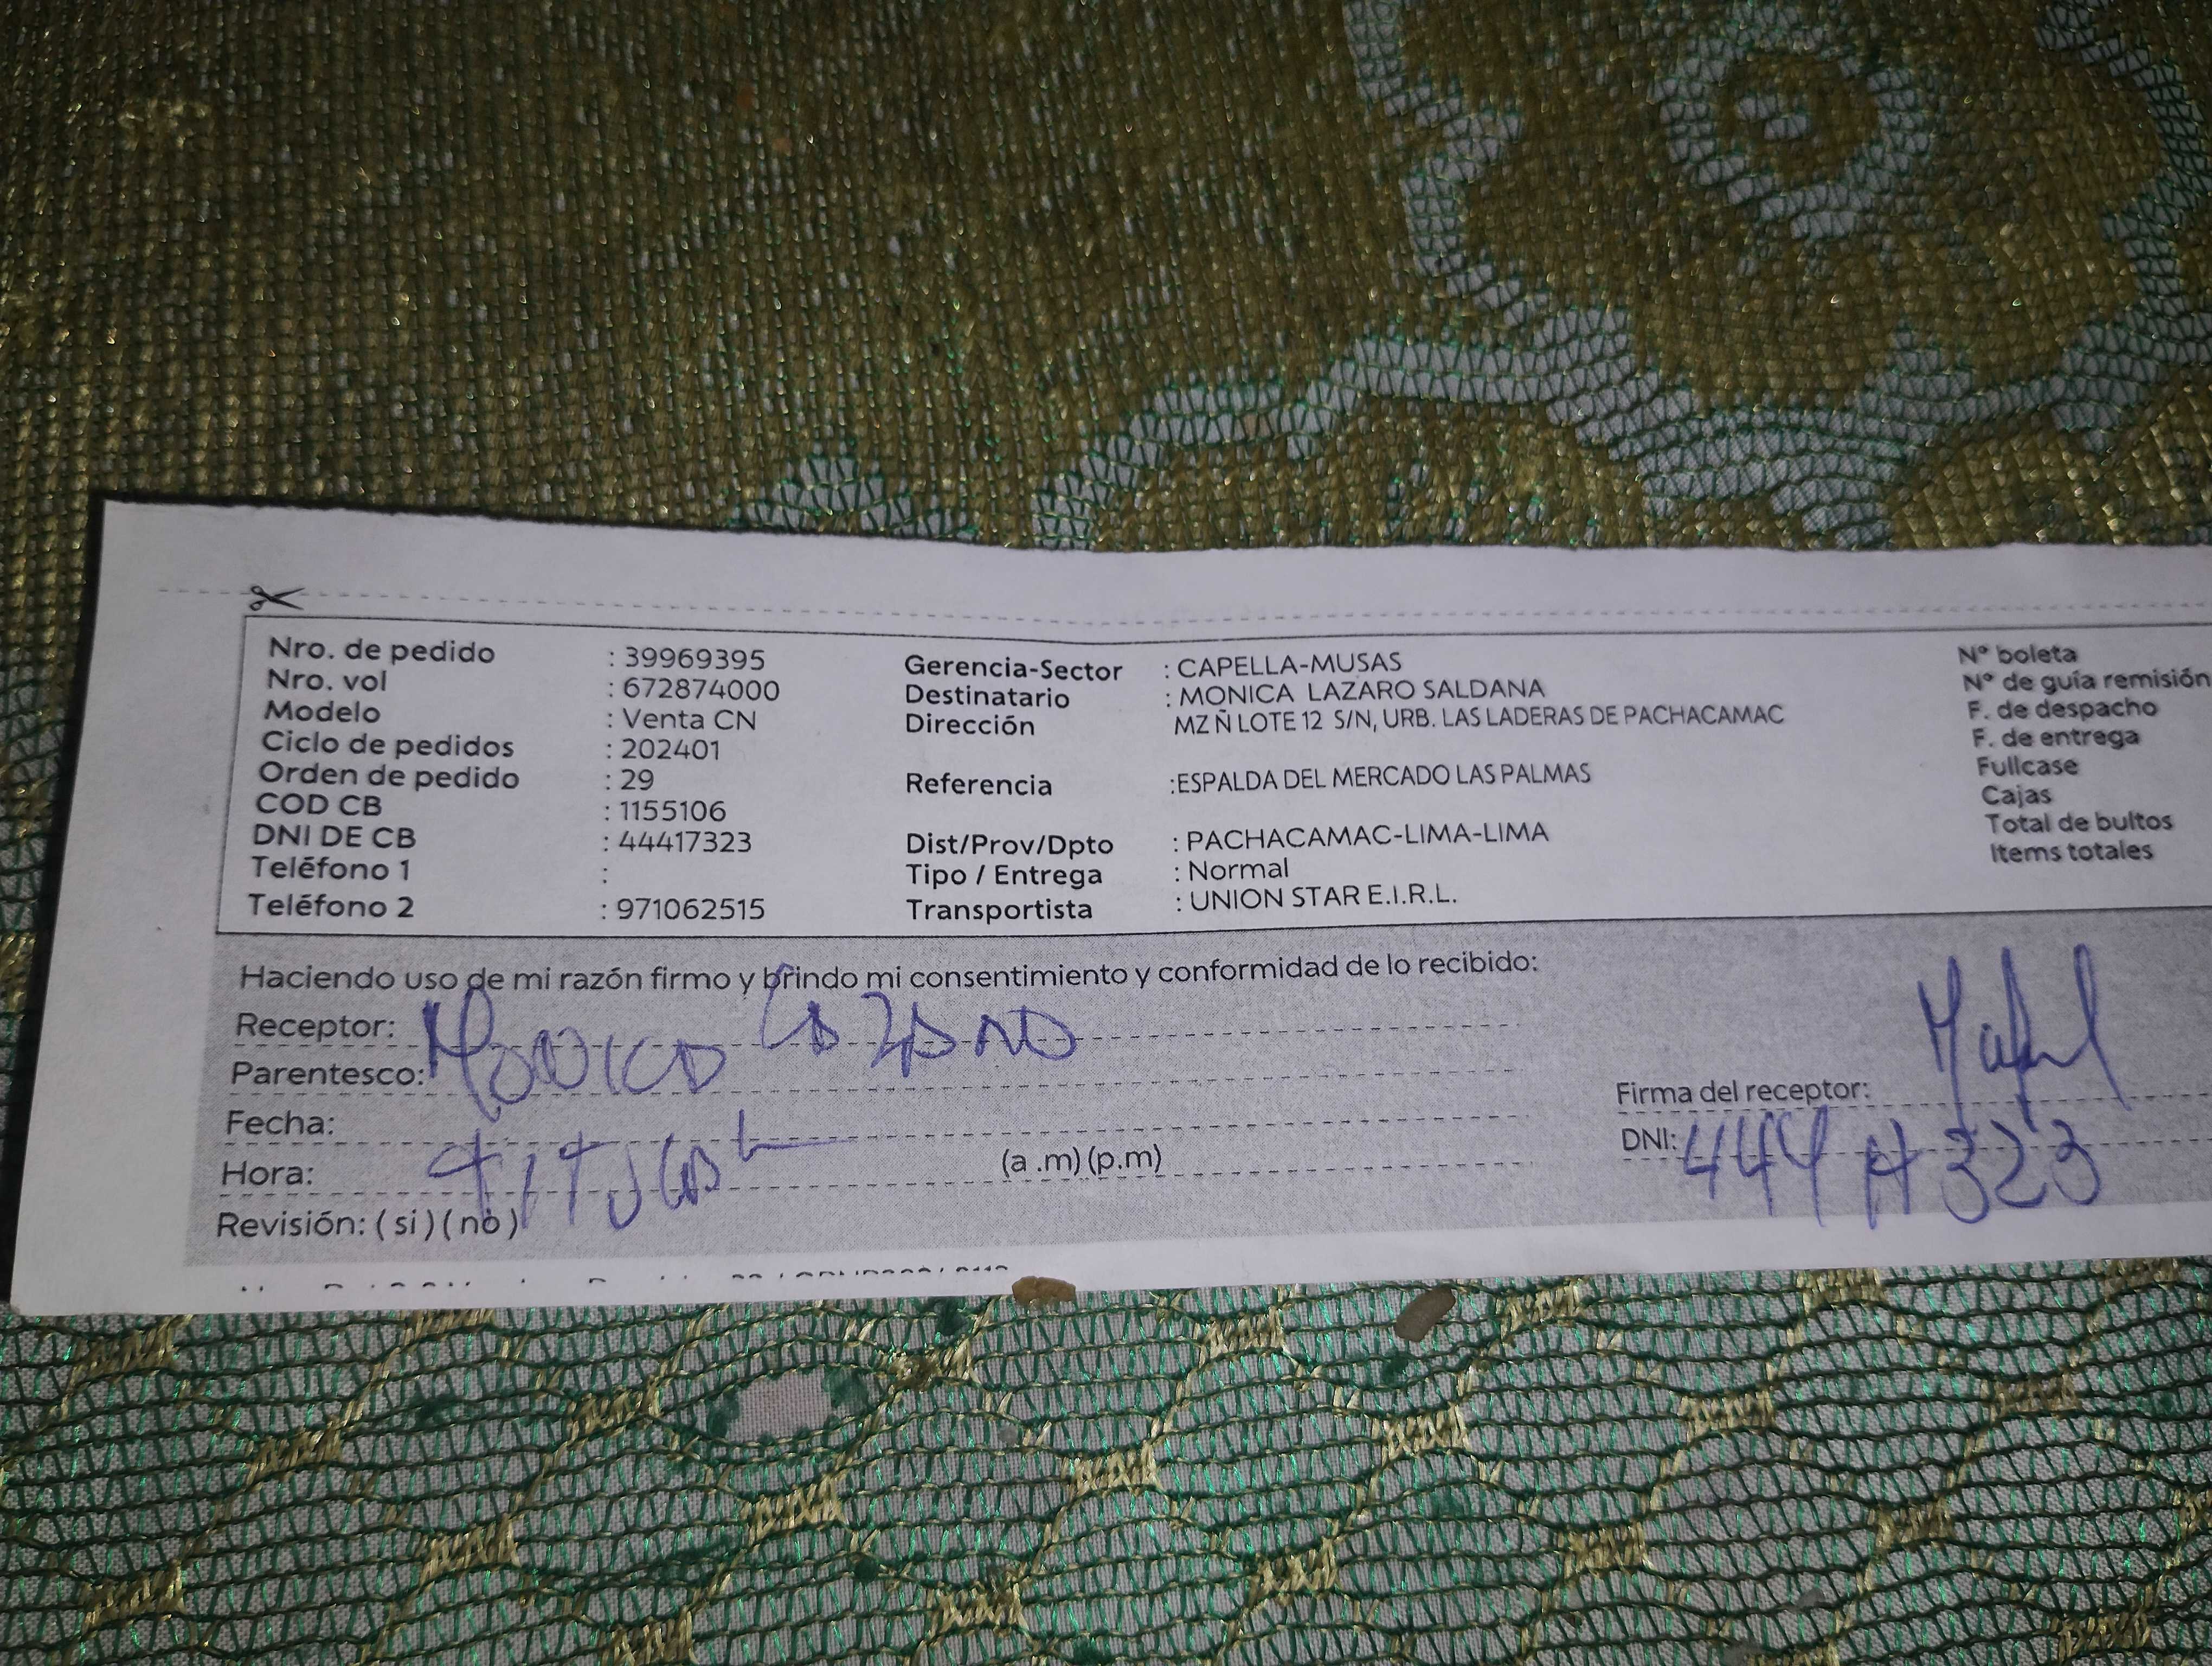 Nro. de pedido : 39969395
Nro. vol : 672874000
Modelo : Venta CN
Ciclo de pedidos : 202401
Orden de pedido : 29
COD CB : 1155106
DNI DE CB : 44417323
Teléfono 1 :
Teléfono 2 : 971062515
Gerencia-Sector : CAPELLA-MUSAS
Destinatario : MONICA LAZARO SALDANA
Dirección MZ Ñ LOTE 12 S/N, URB. LAS LADERAS DE PACHACAMAC
Referencia :ESPALDA DEL MERCADO LAS PALMAS
Dist/Prov/Dpto : PACHACAMAC-LIMA-LIMA
Tipo / Entrega : Normal
Transportista : UNION STAR E.I.R.L.
Nº boleta
Nº de guía remisión
F. de despacho
F. de entrega
Fullcase
Cajas
Total de bultos
Items totales
Haciendo uso de mi razón firmo y brindo mi consentimiento y conformidad de lo recibido:
Receptor: Monica Lazaro
Parentesco:
Fecha:
Hora: (a .m) (p.m)
Revisión: ( si ) ( no )
Firma del receptor:
DNI: 44417323